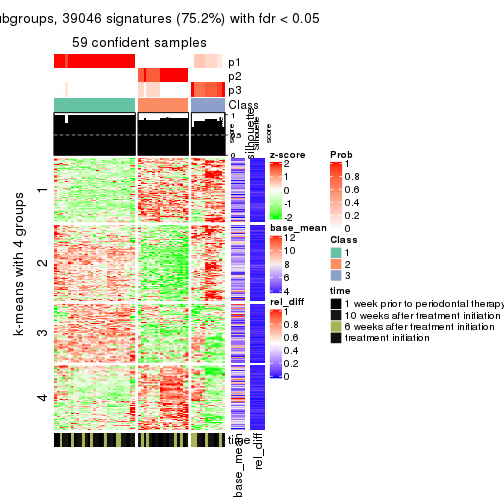 ubgroups, 39046 signatures (75.2%) with fdr < 0.05
59 confident samples
p1
p2
p3
Class
1
0.5
0
silhouette
score
k-means with 4 groups
1
2
3
4
time
base_mean
rel_diff
z-score
2
1
0
-1
-2
base_mean
12
10
8
6
4
rel_diff
1
0.8
0.6
0.4
0.2
0
Prob
1
0.8
0.6
0.4
0.2
0
Class
1
2
3
time
1 week prior to periodontal therapy
10 weeks after treatment initiation
6 weeks after treatment initiation
treatment initiation